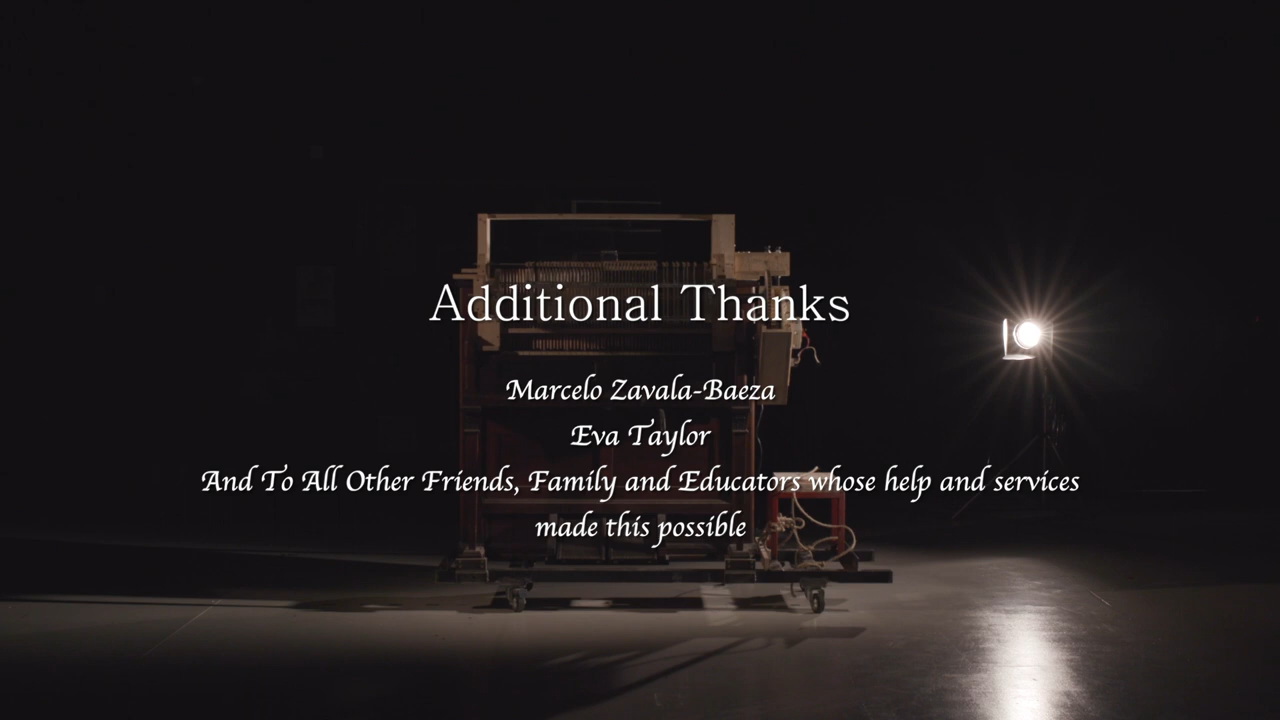 Additional Thanks
Marcelo Zavala-Baeza
Eva Taylor
And To All Other Friends, Family and Educators whose help and services
made this possible